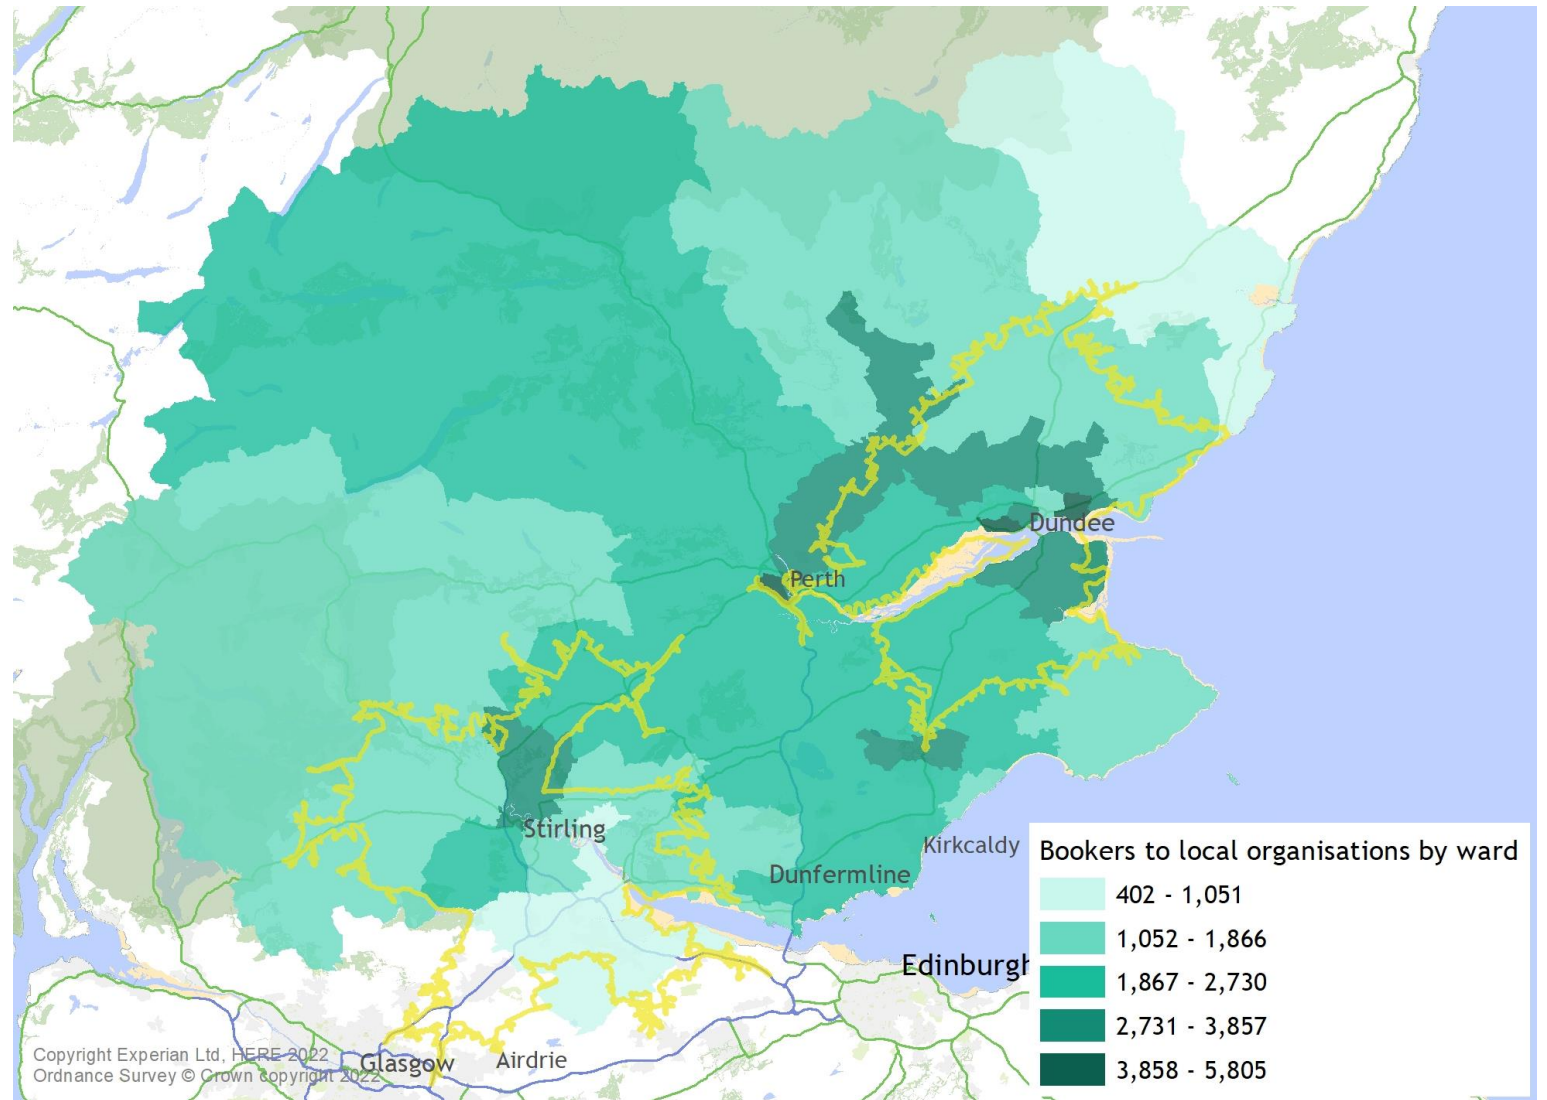 Dundee
Perth
Stirling
Kirkcaldy
Dunfermline
Edinburgh
Glasgow
Airdrie
Bookers to local organisations by ward
402 - 1,051
1,052 - 1,866
1,867 - 2,730
2,731 - 3,857
3,858 - 5,805
Copyright Experian Ltd, HERE 2022
Ordnance Survey © Crown copyright 2022